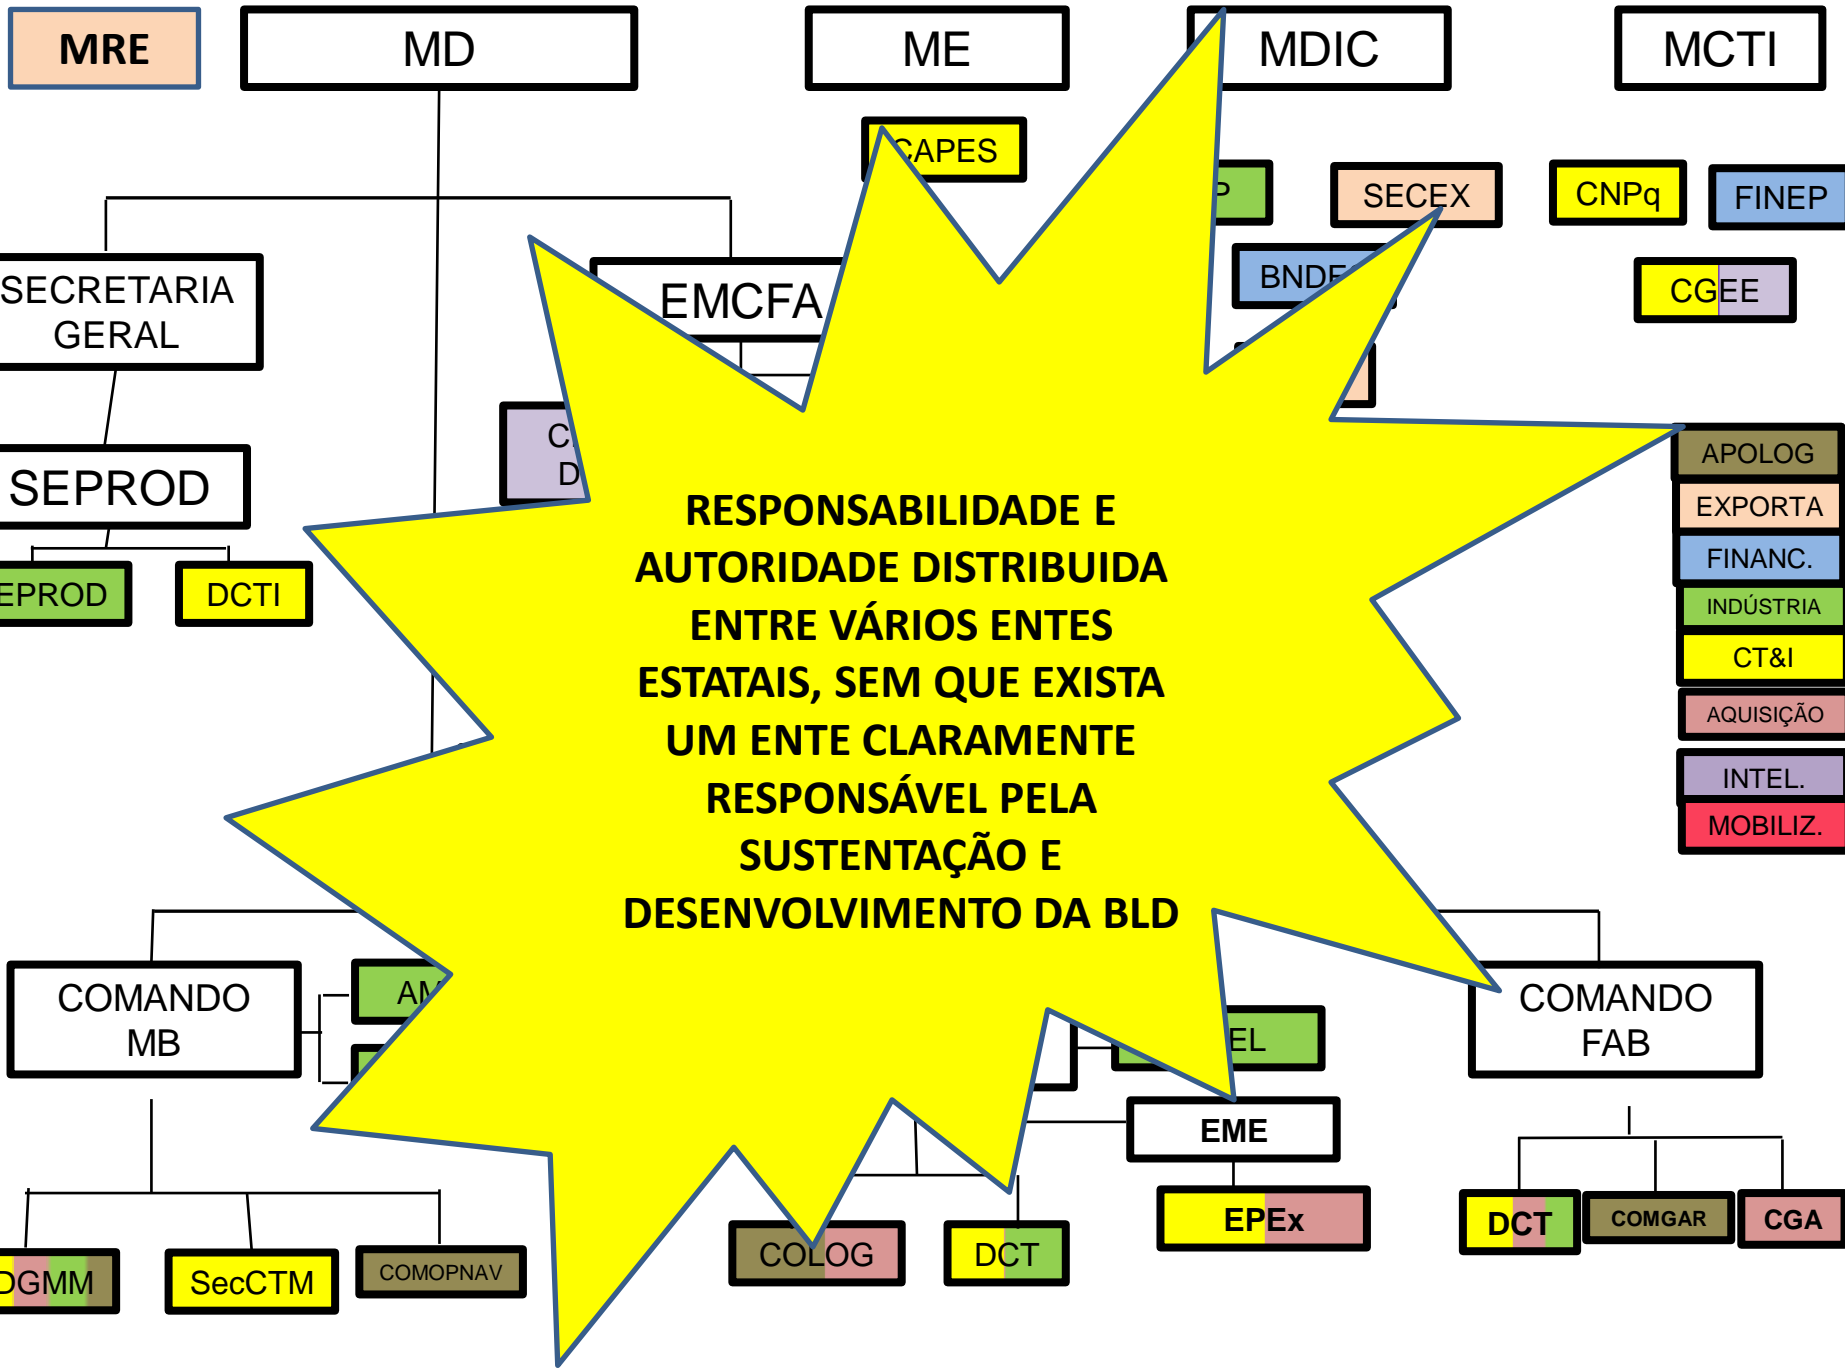 MRE
MD
ME
MDIC
MCTI
CAPES
SECEX
CNPq
FINEP
SECRETARIA
GERAL
EMCFA
CGEE
APOLOG
EXPORTA
FINANC.
INDÚSTRIA
CT&I
AQUISIÇÃO
INTEL.
MOBILIZ.
SEPROD
DCTI
RESPONSABILIDADE E
AUTORIDADE DISTRIBUIDA
ENTRE VÁRIOS ENTES
ESTATAIS, SEM QUE EXISTA
UM ENTE CLARAMENTE
RESPONSÁVEL PELA
SUSTENTAÇÃO E
DESENVOLVIMENTO DA BLD
COMANDO
MB
COMANDO
FAB
EME
EPEx
DCT
COMGAR
CGA
DGMM
SecCTM
COMOPNAV
COLOG
DCT